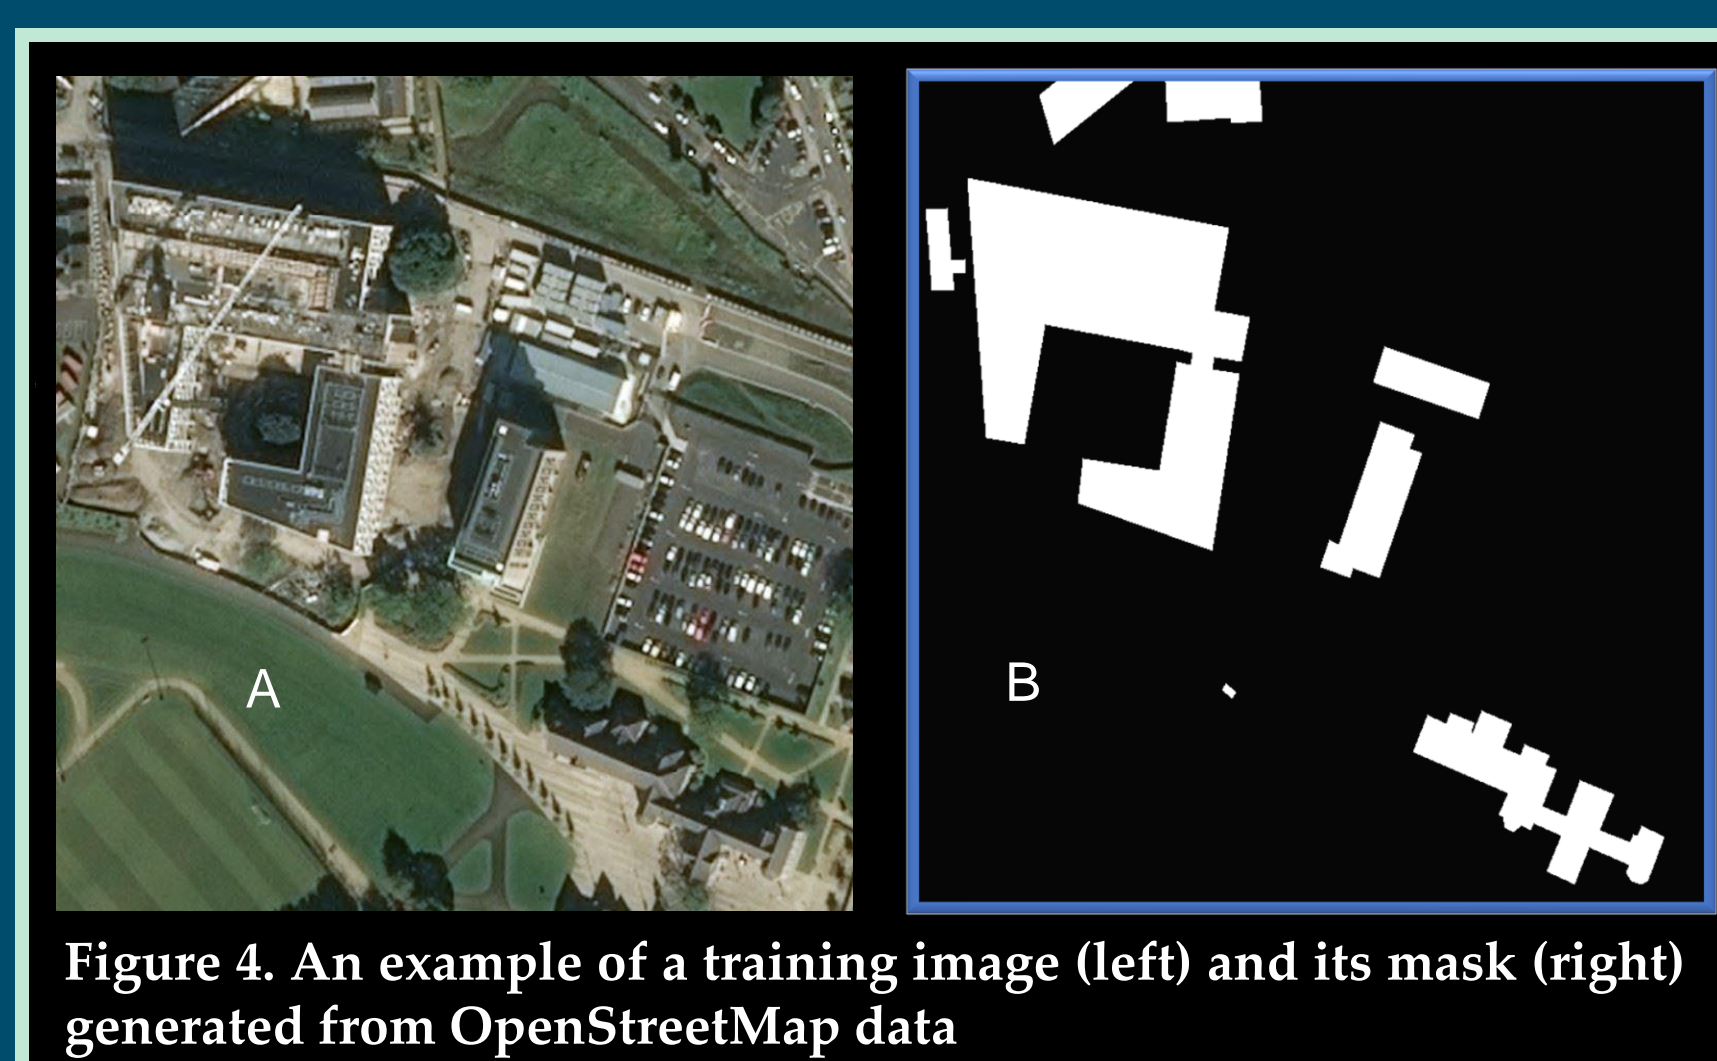 A
B
Figure 4. An example of a training image (left) and its mask (right)
generated from OpenStreetMap data